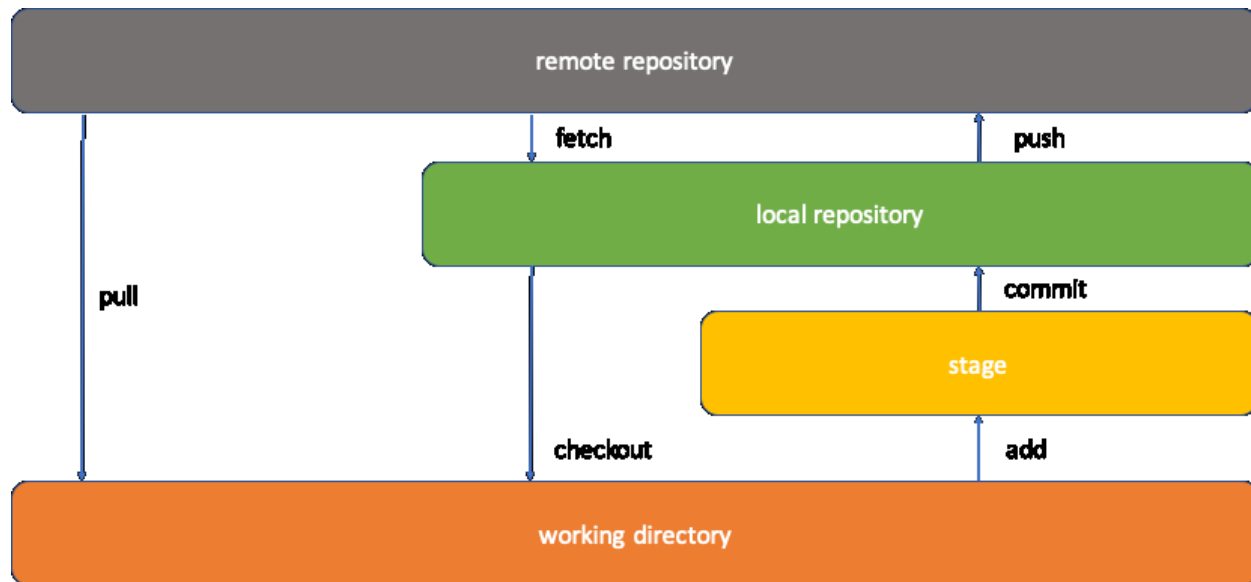 remote repository
fetch
push
local repository
pull
commit
stage
checkout
add
working directory